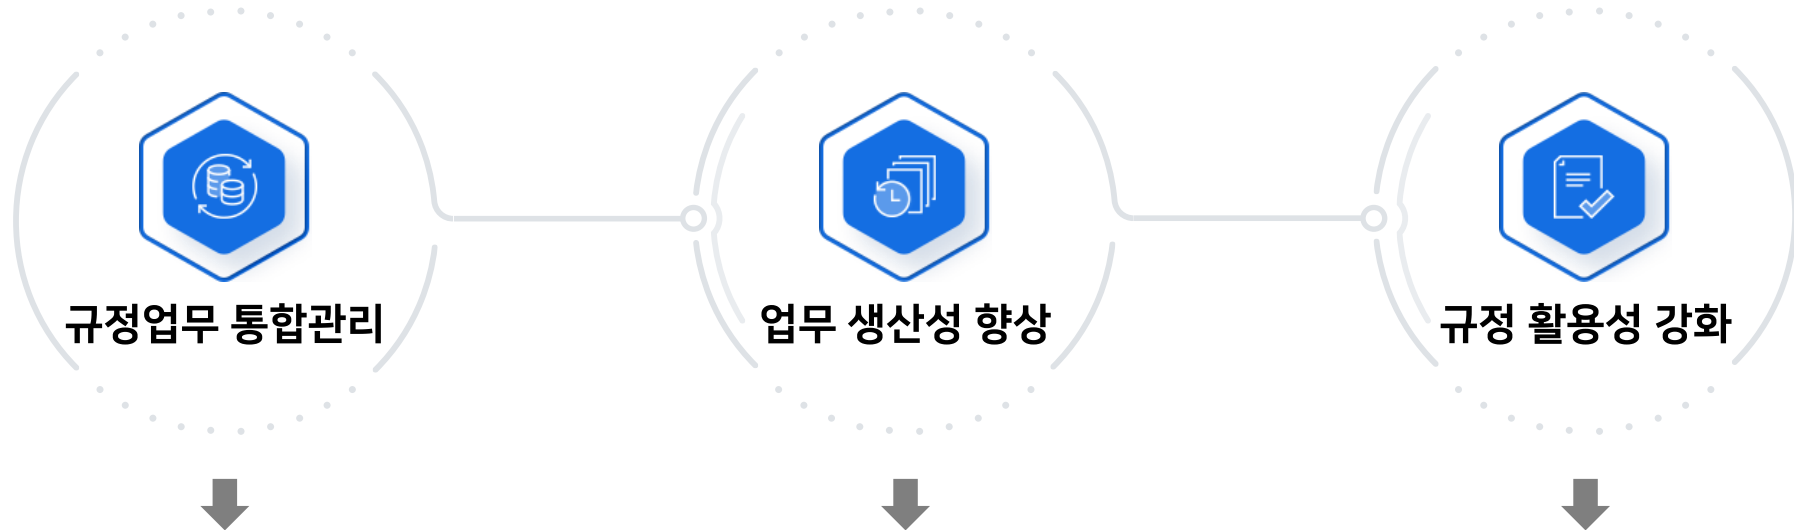 규정업무 통합관리
업무 생산성 향상
규정 활용성 강화